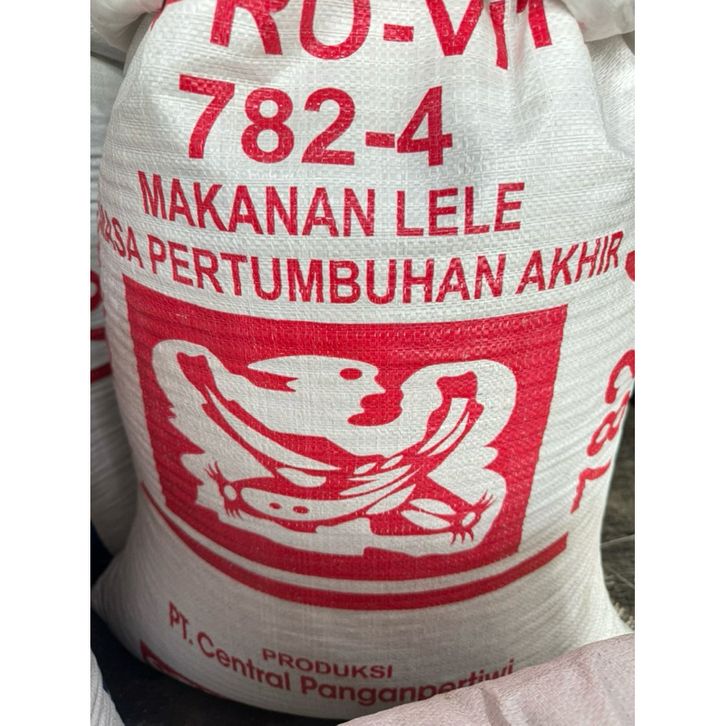 782-4
MAKANAN LELE
PERTUMBUHAN AKHIR
PRODUKSI
PT. Central Panganpertiwi